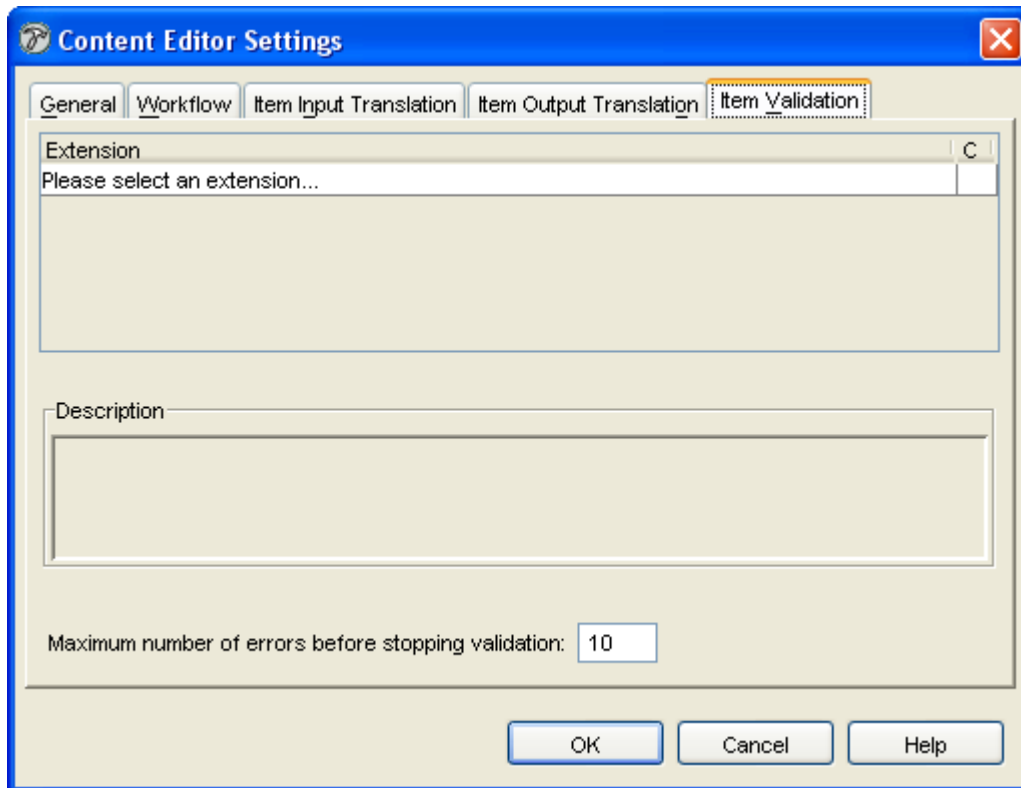 Content Editor Settings
General Workflow Item Input Translation Item Output Translation Item Validation
Extension C
Please select an extension...
Description
Maximum number of errors before stopping validation: 10
OK Cancel Help